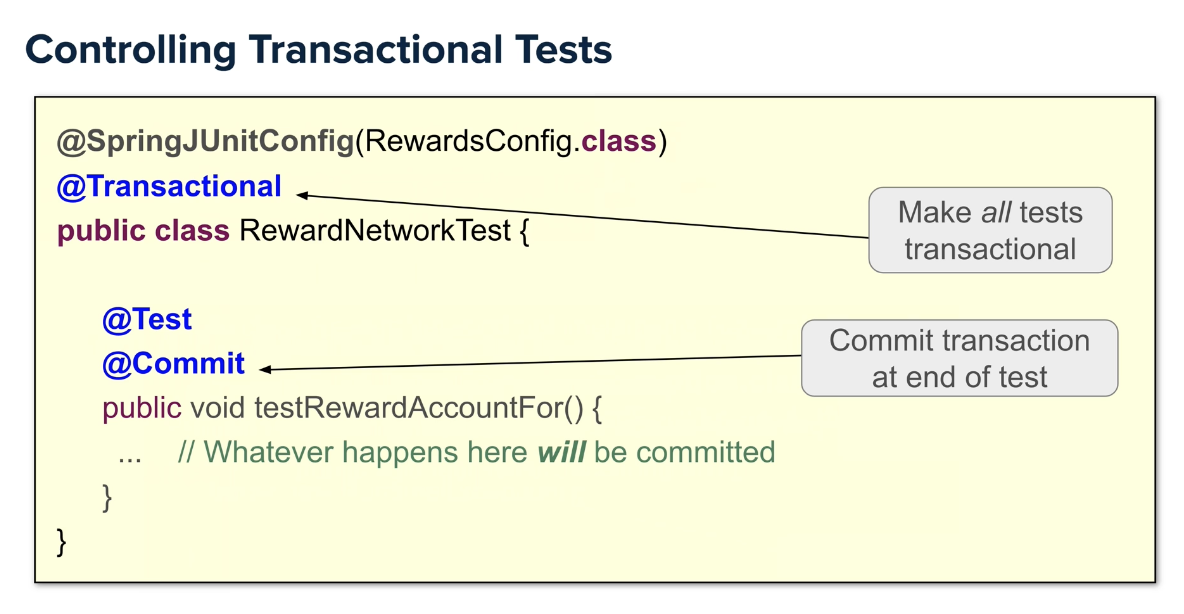 Controlling Transactional Tests
@SpringJUnitConfig(RewardsConfig.class)
@Transactional
public class RewardNetworkTest {
Make all tests
transactional
@Test
@Commit
Commit transaction
at end of test
public void testRewardAccountFor() {
... // Whatever happens here will be committed
}
}